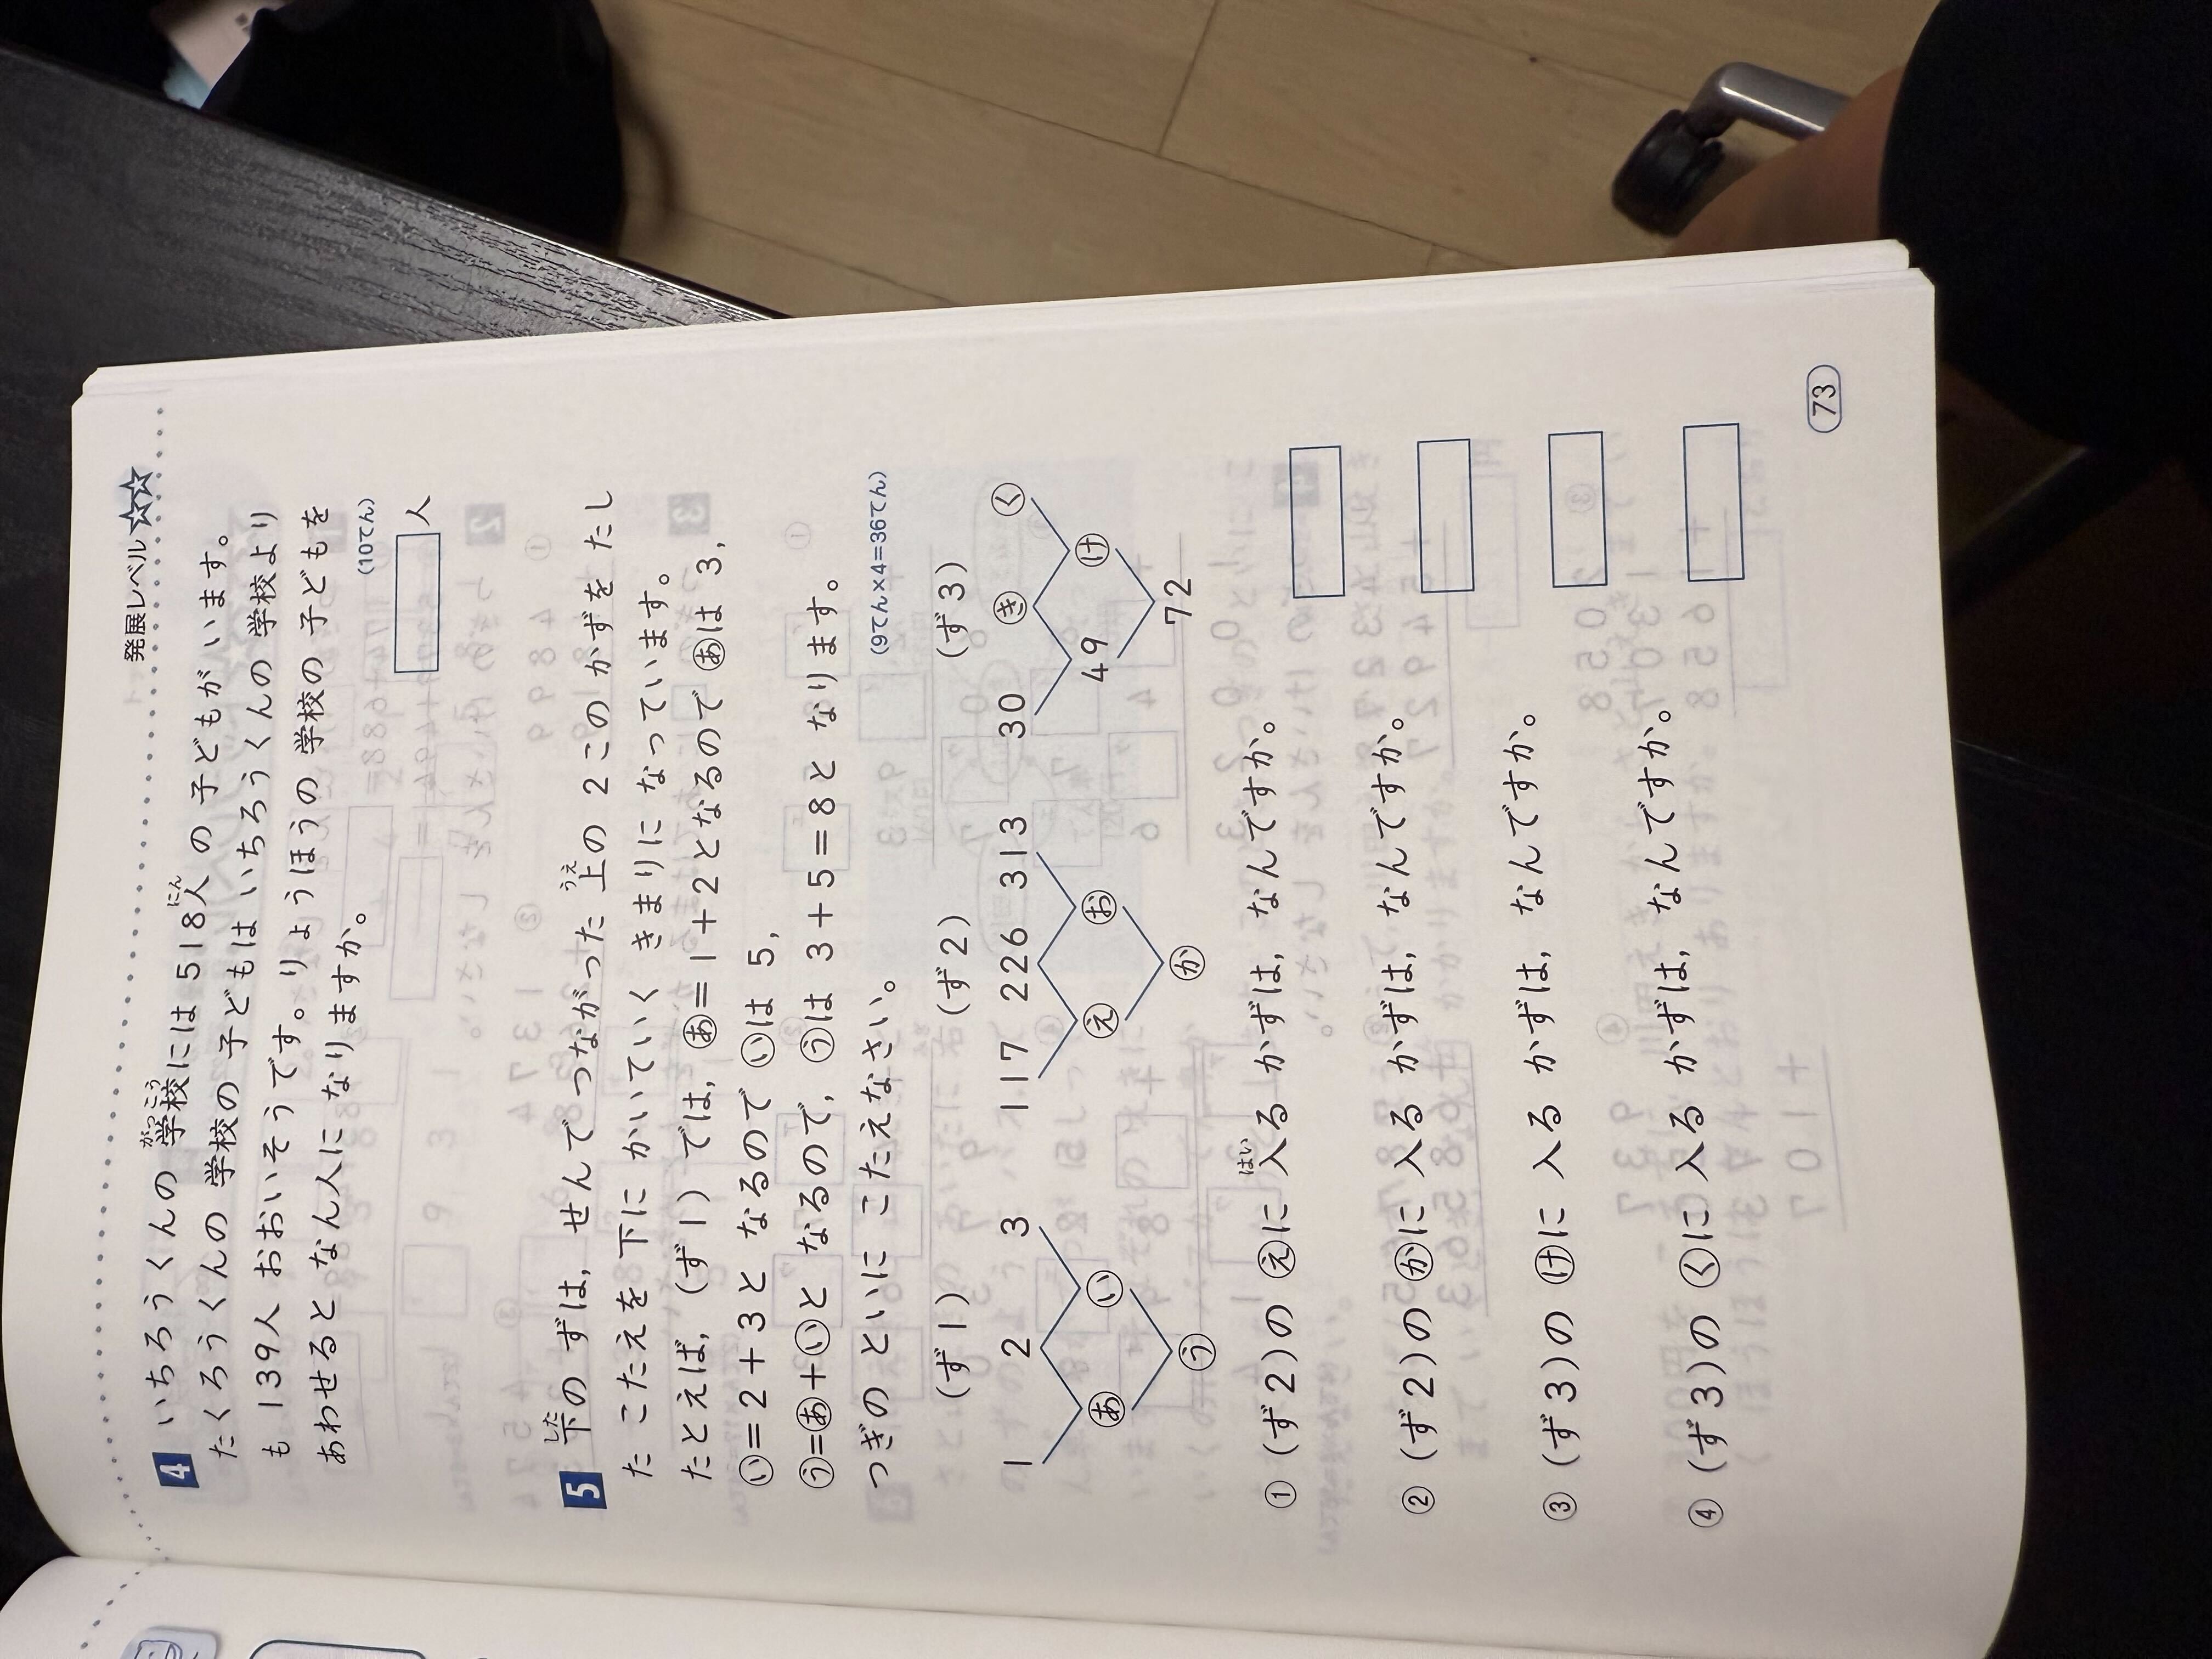 発展レベル☆☆
4 いちろうくんの 学校には 518人の 子どもが います。
がっこう にん
たくろうくんの 学校の 子どもは いちろうくんの 学校より
も 139人 おおいそうです。りょうほうの 学校の 子どもを
あわせると なん人に なりますか。
(10てん)
人
5 下の ずは, せんで つながった 上の 2この かずを たし
した うえ
た こたえを 下に かいていく きまりに なっています。
たとえば, (ず1)では, あ=1+2となるので あは 3,
い=2+3と なるので いは 5,
う=あ+いと なるので, うは 3+5=8と なります。
つぎの といに こたえなさい。
(9てん×4=36てん)
(ず1) (ず2) (ず3)
1 2 3 117 226 313 30 き く
あ い え お 49 け
う か 72
① (ず2)の えに 入る かずは, なんですか。
はい
② (ず2)の かに 入る かずは, なんですか。
③ (ず3)の けに 入る かずは, なんですか。
④ (ず3)の くに 入る かずは, なんですか。
73